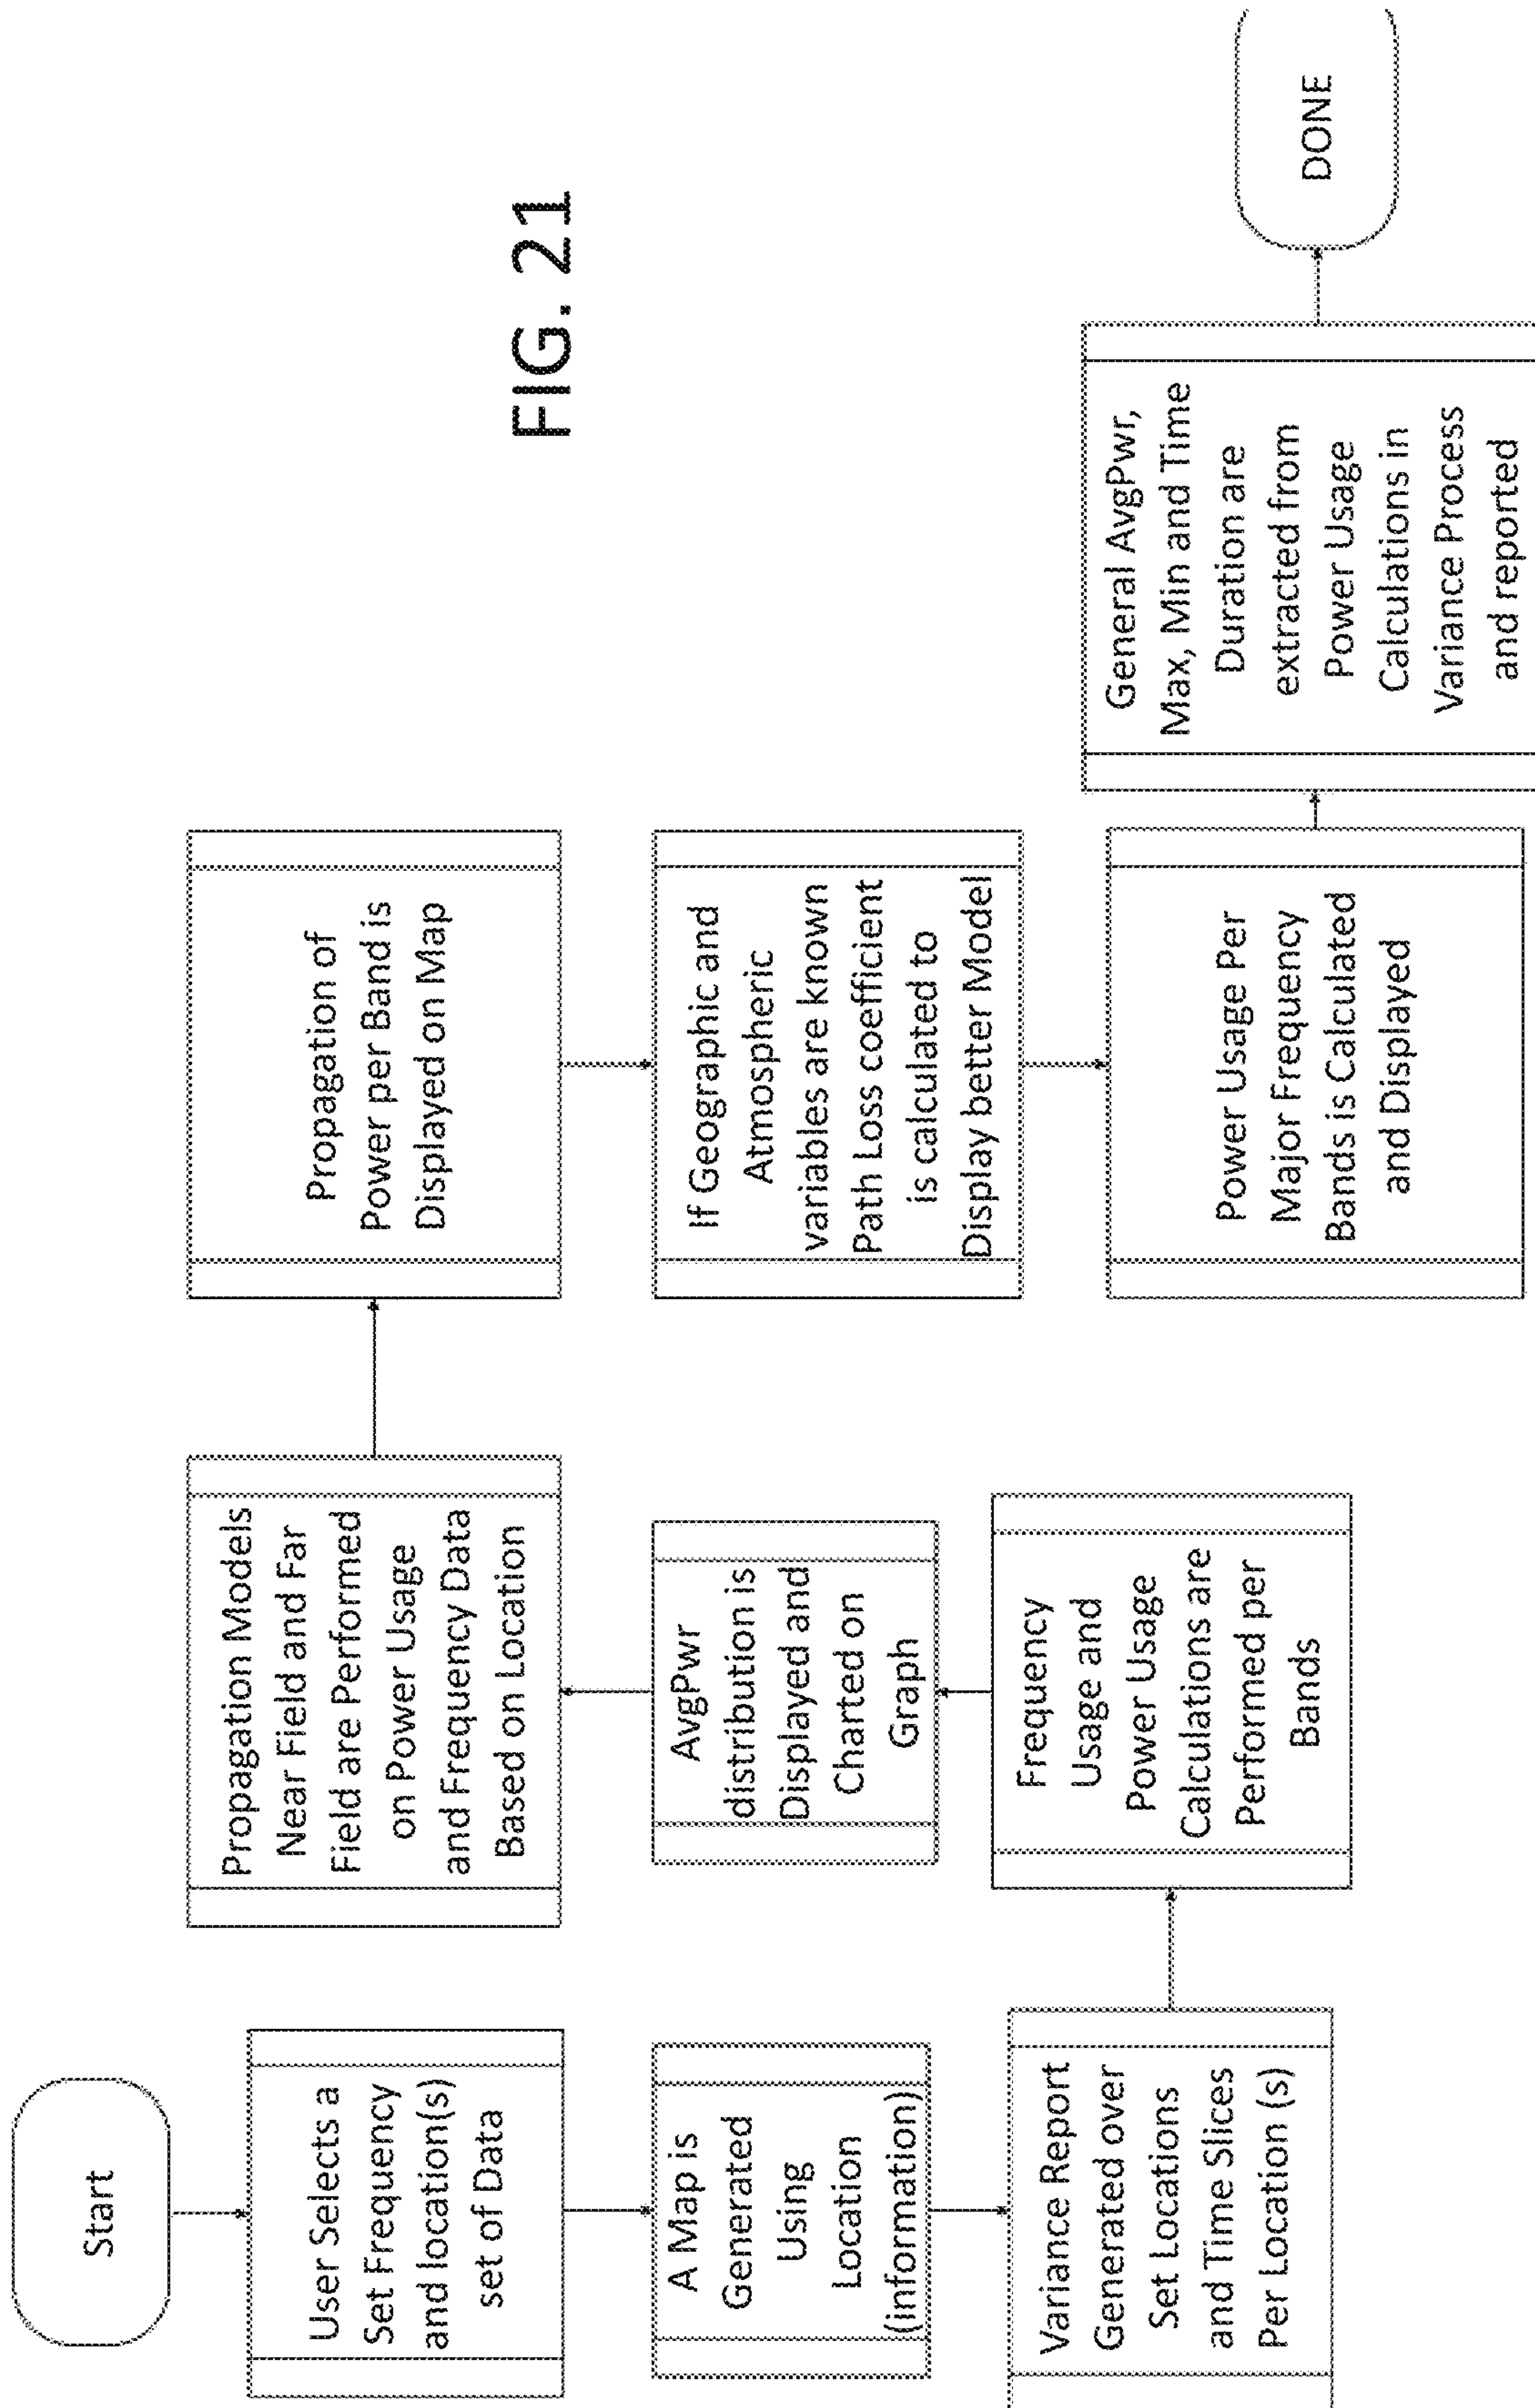 FIG. 21
Start
User Selects a
Set Frequency
and location(s)
set of Data
A Map is
Generated
Using
Location
(information)
Variance Report
Generated over
Set Locations
and Time Slices
Per Location (s)
Frequency
Usage and
Power Usage
Calculations are
Performed per
Bands
AvgPwr
distribution is
Displayed and
Charted on
Graph
Propagation Models
Near Field and Far
Field are Performed
on Power Usage
and Frequency Data
Based on Location
Propagation of
Power per Band is
Displayed on Map
If Geographic and
Atmospheric
variables are known
Path Loss coefficient
is calculated to
Display better Model
Power Usage Per
Major Frequency
Bands is Calculated
and Displayed
General AvgPwr,
Max, Min and Time
Duration are
extracted from
Power Usage
Calculations in
Variance Process
and reported
DONE